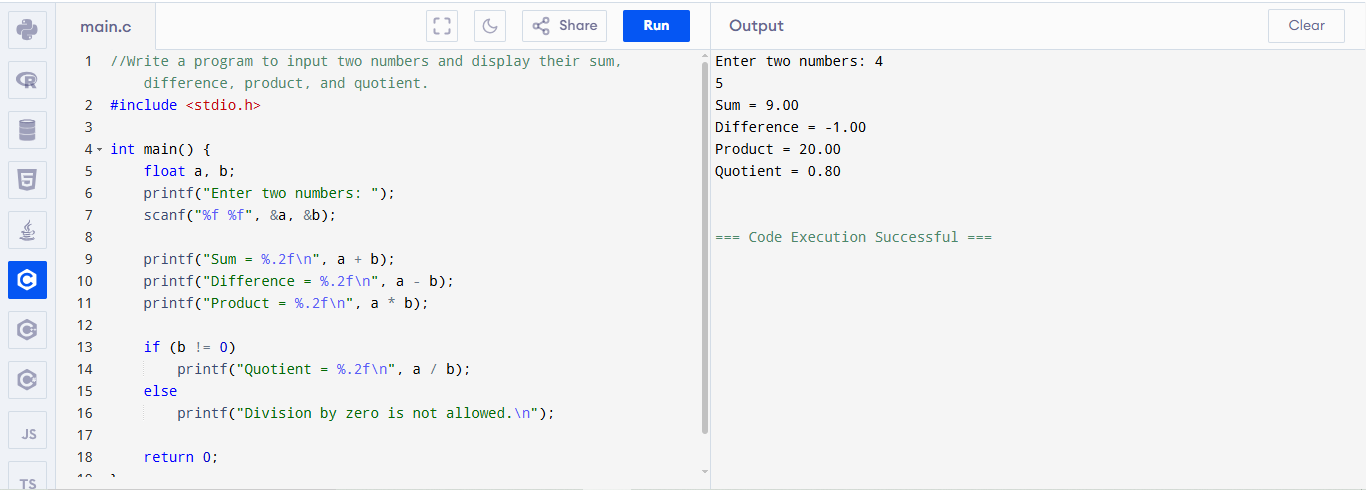 main.c
Share
Run
Output
Clear
1 //Write a program to input two numbers and display their sum,
difference, product, and quotient.
2 #include <stdio.h>
3
4 int main() {
5 float a, b;
6 printf("Enter two numbers: ");
7 scanf("%f %f", &a, &b);
8
9 printf("Sum = %.2f\n", a + b);
10 printf("Difference = %.2f\n", a - b);
11 printf("Product = %.2f\n", a * b);
12
13 if (b != 0)
14 printf("Quotient = %.2f\n", a / b);
15 else
16 printf("Division by zero is not allowed.\n");
17
18 return 0;
Enter two numbers: 4
5
Sum = 9.00
Difference = -1.00
Product = 20.00
Quotient = 0.80
=== Code Execution Successful ===
R
5
C
C
C
JS
TS